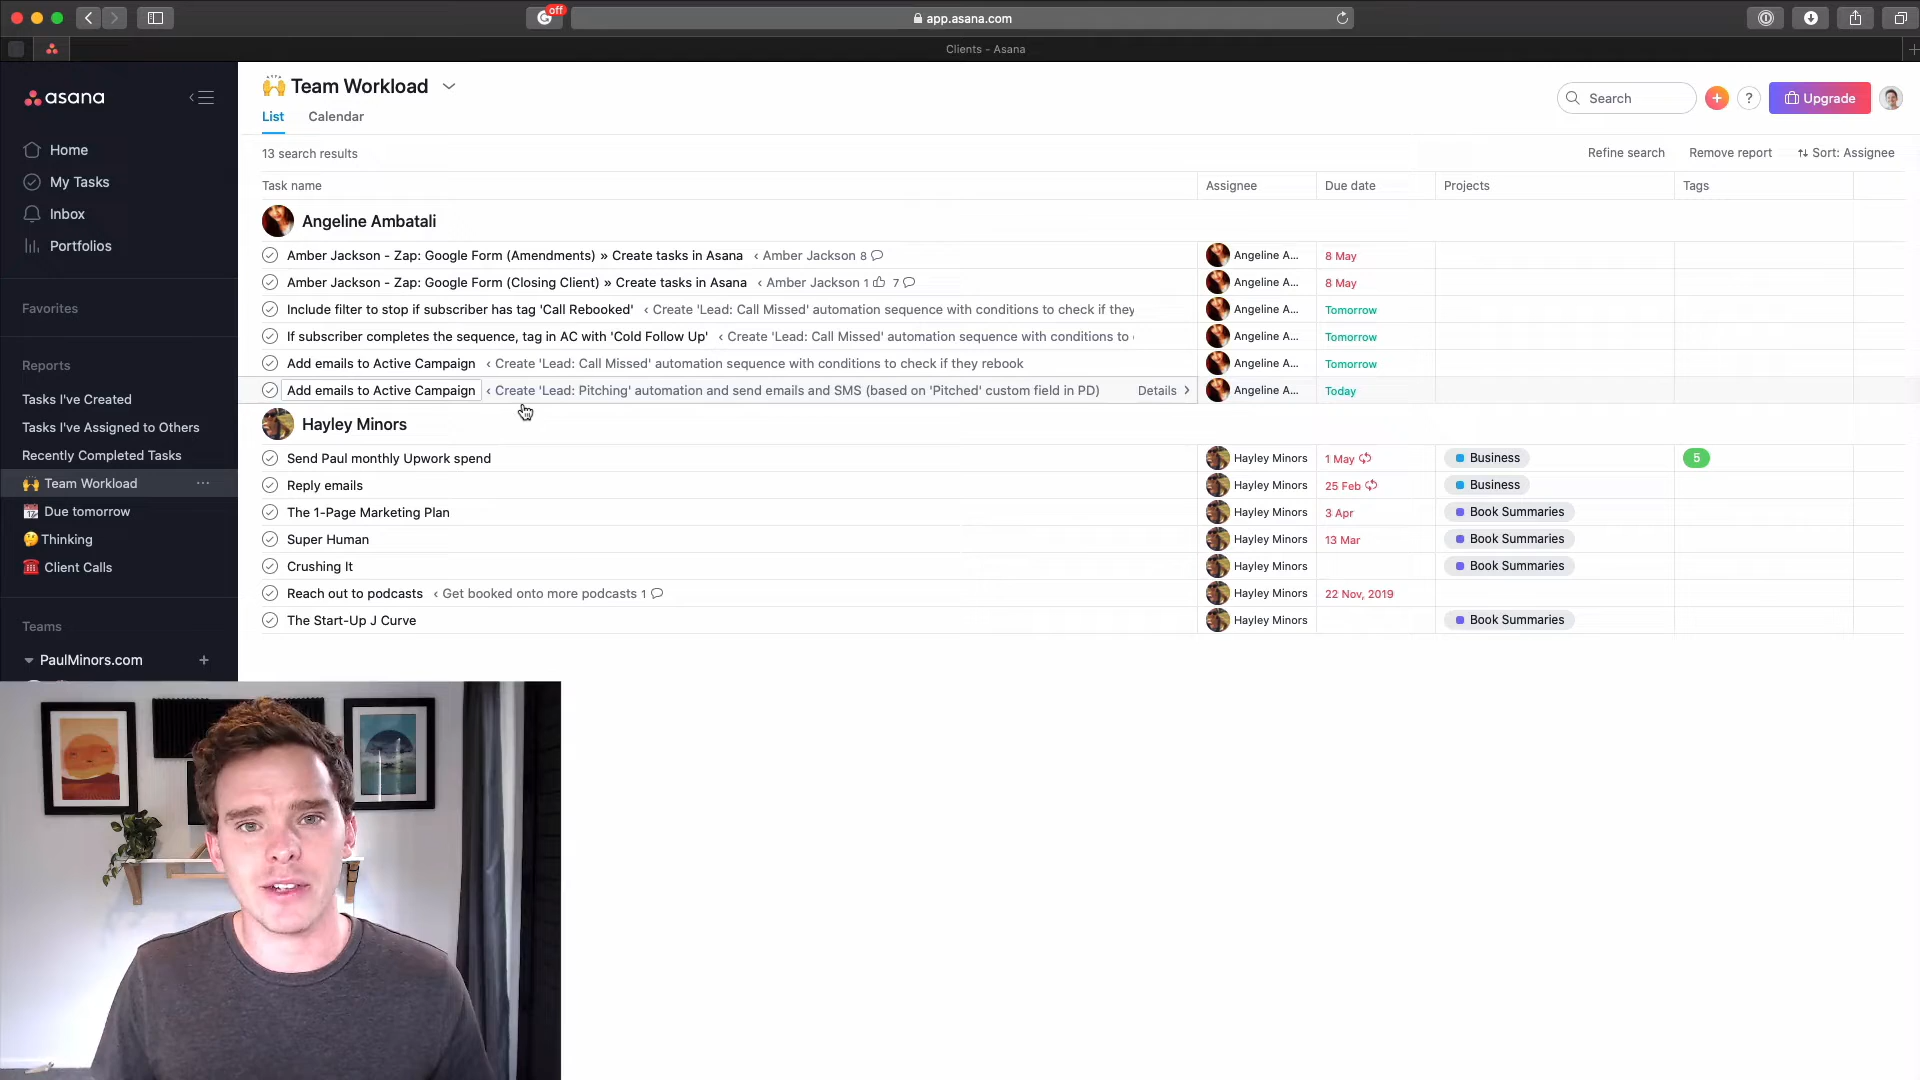 off
app.asana.com
Clients - Asana
asana
Home
My Tasks
Inbox
Portfolios
Favorites
Reports
Tasks I've Created
Tasks I've Assigned to Others
Recently Completed Tasks
Team Workload
Due tomorrow
Thinking
Client Calls
Teams
PaulMinors.com
Team Workload
List Calendar
Search
? Upgrade
13 search results
Refine search Remove report Sort: Assignee
Task name Assignee Due date Projects Tags
Angeline Ambatali
Amber Jackson - Zap: Google Form (Amendments) » Create tasks in Asana ‹ Amber Jackson 8 Angeline A... 8 May
Amber Jackson - Zap: Google Form (Closing Client) » Create tasks in Asana ‹ Amber Jackson 1 7 Angeline A... 8 May
Include filter to stop if subscriber has tag 'Call Rebooked' ‹ Create 'Lead: Call Missed' automation sequence with conditions to check if they Angeline A... Tomorrow
If subscriber completes the sequence, tag in AC with 'Cold Follow Up' ‹ Create 'Lead: Call Missed' automation sequence with conditions to Angeline A... Tomorrow
Add emails to Active Campaign ‹ Create 'Lead: Call Missed' automation sequence with conditions to check if they rebook Angeline A... Tomorrow
Add emails to Active Campaign ‹ Create 'Lead: Pitching' automation and send emails and SMS (based on 'Pitched' custom field in PD) Details › Angeline A... Today
Hayley Minors
Send Paul monthly Upwork spend Hayley Minors 1 May Business 5
Reply emails Hayley Minors 25 Feb Business
The 1-Page Marketing Plan Hayley Minors 3 Apr Book Summaries
Super Human Hayley Minors 13 Mar Book Summaries
Crushing It Hayley Minors Book Summaries
Reach out to podcasts ‹ Get booked onto more podcasts 1 Hayley Minors 22 Nov, 2019
The Start-Up J Curve Hayley Minors Book Summaries